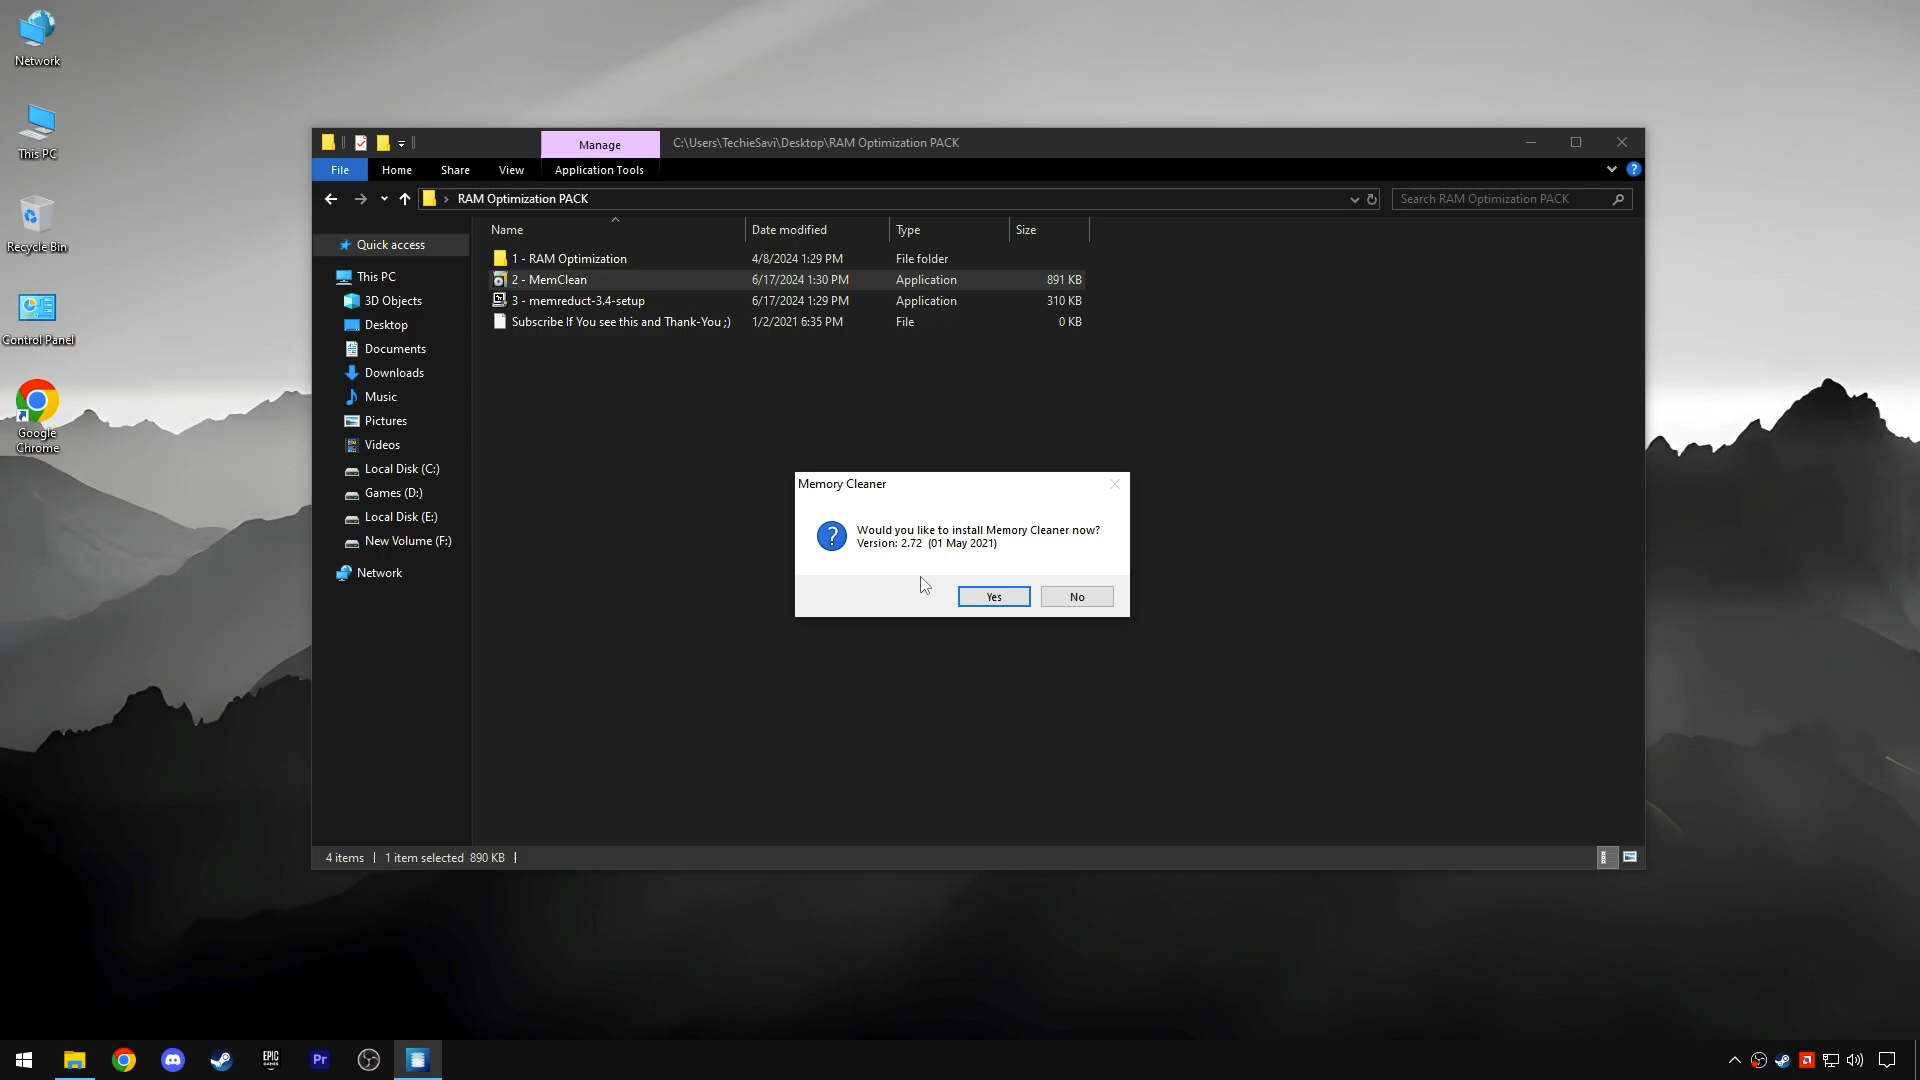 Network
This PC
Recycle Bin
Control Panel
Google
Chrome
Manage
C:\Users\TechieSavi\Desktop\RAM Optimization PACK
File
Home
Share
View
Application Tools
RAM Optimization PACK
Search RAM Optimization PACK
Quick access
This PC
3D Objects
Desktop
Documents
Downloads
Music
Pictures
Videos
Local Disk (C:)
Games (D:)
Local Disk (E:)
New Volume (F:)
Network
Name Date modified Type Size
1 - RAM Optimization 4/8/2024 1:29 PM File folder
2 - MemClean 6/17/2024 1:30 PM Application 891 KB
3 - memreduct-3.4-setup 6/17/2024 1:29 PM Application 310 KB
Subscribe If You see this and Thank-You ;) 1/2/2021 6:35 PM File 0 KB
Memory Cleaner
Would you like to install Memory Cleaner now?
Version: 2.72 (01 May 2021)
Yes
No
4 items 1 item selected 890 KB
EPIC
GAMES
Pr